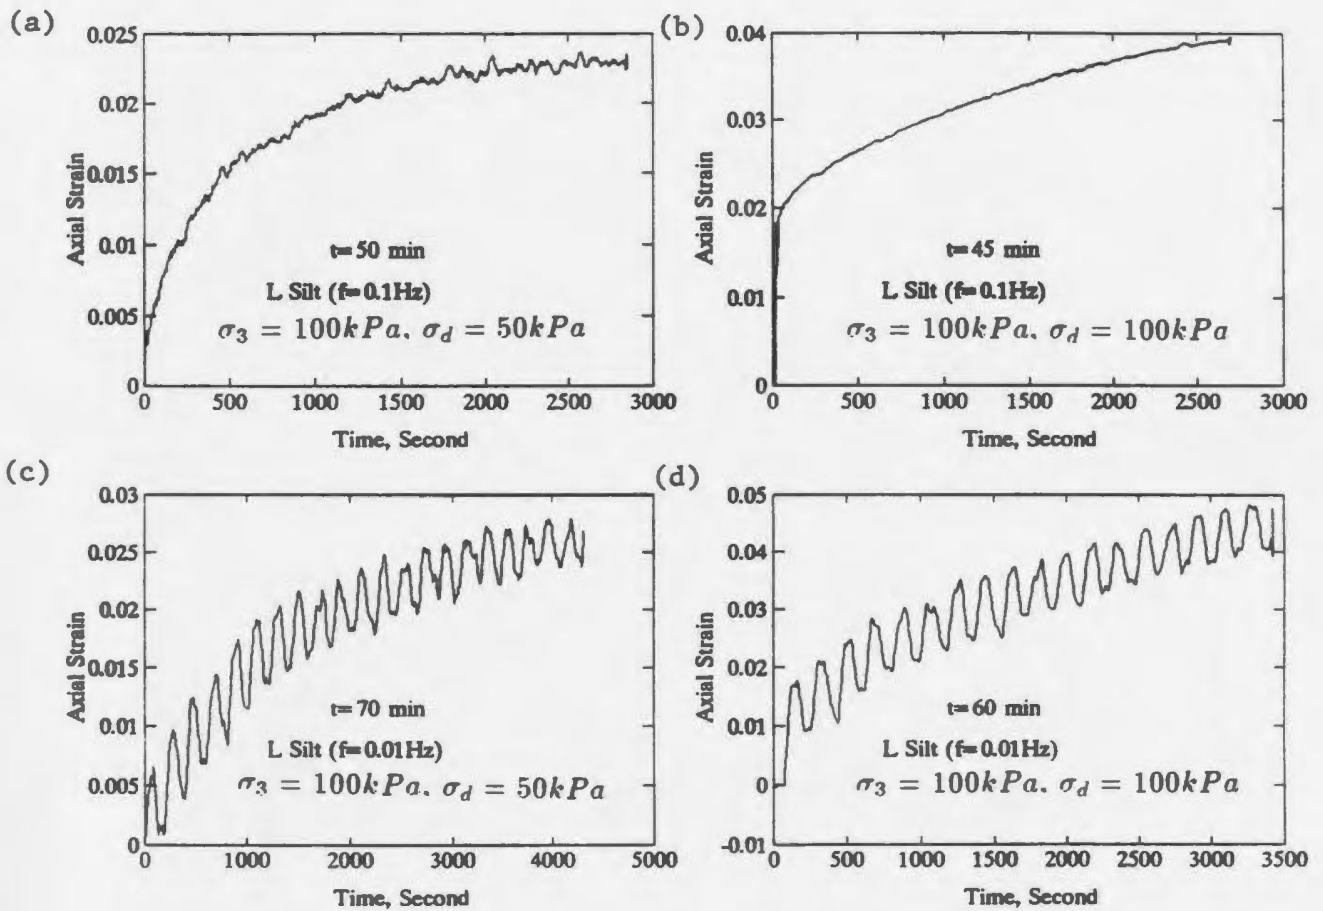 (a)
0.025
0.02
0.015
0.01
0.005
0
Axial Strain
t=50 min
L Silt (f=0.1Hz)
σ3 = 100kPa. σd = 50kPa
0 500 1000 1500 2000 2500 3000
Time, Second
(b)
0.04
0.03
0.02
0.01
0
Axial Strain
t=45 min
L Silt (f=0.1Hz)
σ3 = 100kPa. σd = 100kPa
0 500 1000 1500 2000 2500 3000
Time, Second
(c)
0.03
0.025
0.02
0.015
0.01
0.005
0
Axial Strain
t=70 min
L Silt (f=0.01Hz)
σ3 = 100kPa. σd = 50kPa
0 1000 2000 3000 4000 5000
Time, Second
(d)
0.05
0.04
0.03
0.02
0.01
0
-0.01
Axial Strain
t=60 min
L Silt (f=0.01Hz)
σ3 = 100kPa. σd = 100kPa
0 500 1000 1500 2000 2500 3000 3500
Time, Second